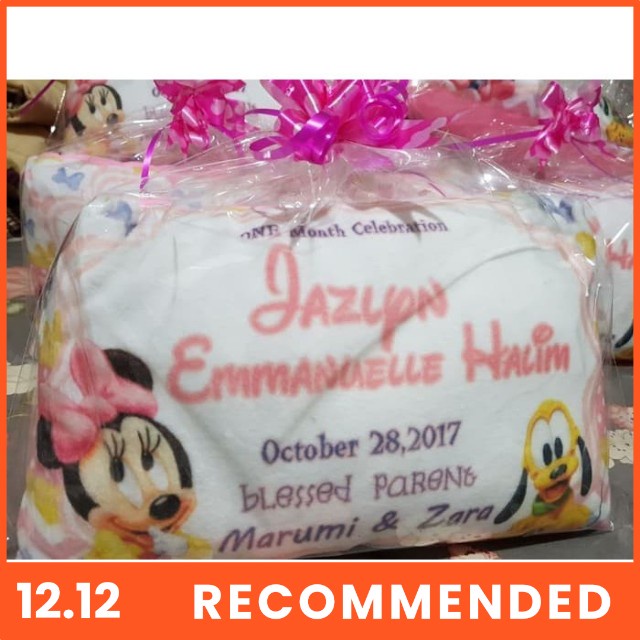 ONE Month Celebration
Jazlyn
Emmanuelle Halim
October 28,2017
blessed parent
Marumi & Zara
12.12 RECOMMENDED